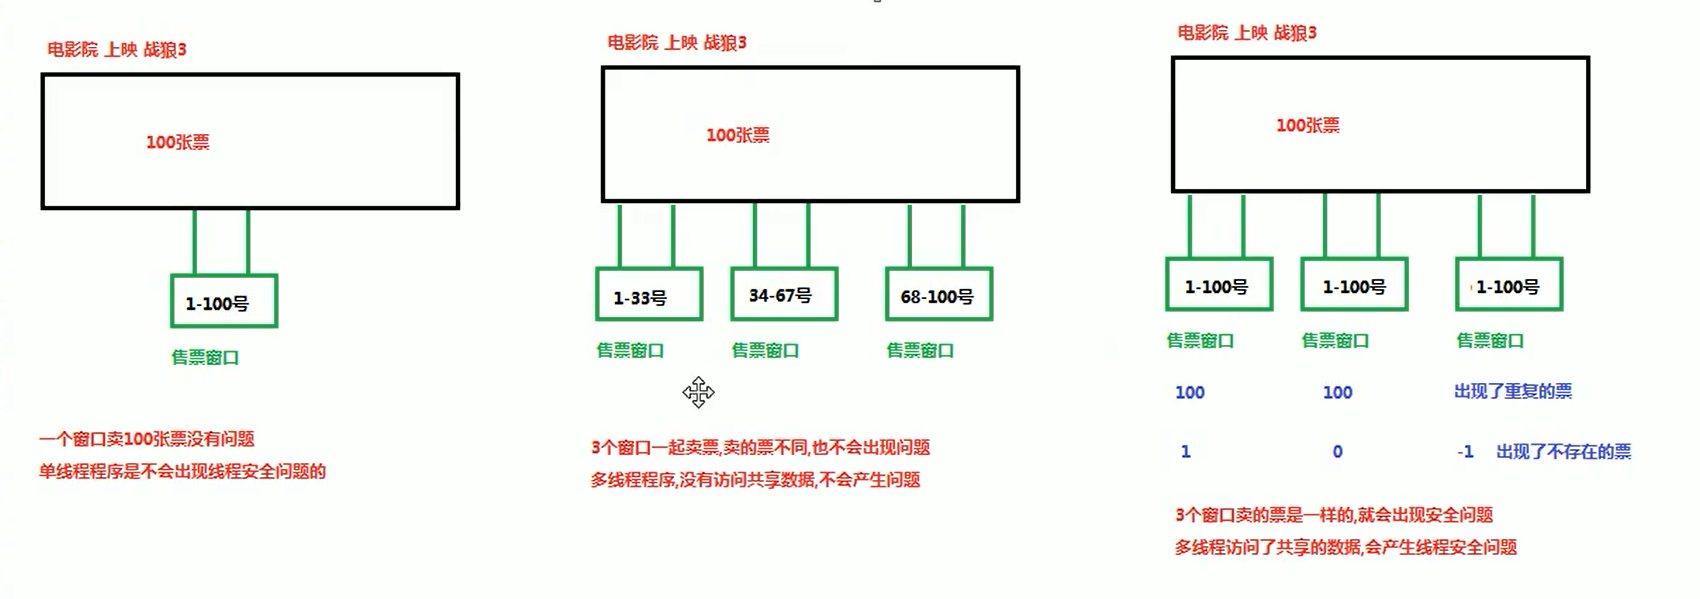 电影院 上映 战狼3
100张票
1-100号
售票窗口
一个窗口卖100张票没有问题
单线程程序是不会出现线程安全问题的
电影院 上映 战狼3
100张票
1-33号
34-67号
68-100号
售票窗口
售票窗口
售票窗口
3个窗口一起卖票,卖的票不同,也不会出现问题
多线程程序,没有访问共享数据,不会产生问题
电影院 上映 战狼3
100张票
1-100号
1-100号
1-100号
售票窗口
售票窗口
售票窗口
100 100 出现了重复的票
1 0 -1 出现了不存在的票
3个窗口卖的票是一样的,就会出现安全问题
多线程访问了共享的数据,会产生线程安全问题